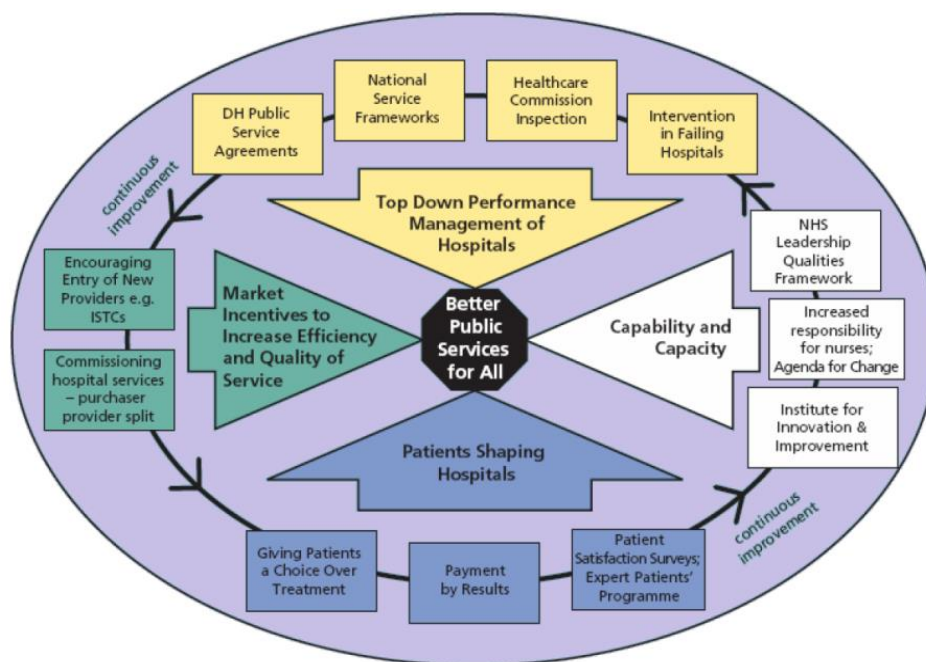 National
Service
Frameworks
Healthcare
Commission
Inspection
DH Public
Service
Agreements
Intervention
in Failing
Hospitals
continuous
improvement
Top Down Performance
Management of
Hospitals
NHS
Leadership
Qualities
Framework
Encouraging
Entry of New
Providers e.g.
ISTCs
Market
Incentives to
Increase Efficiency
and Quality of
Service
Better
Public
Services
for All
Capability and
Capacity
Increased
responsibility
for nurses;
Agenda for Change
Commissioning
hospital services
– purchaser
provider split
Institute for
Innovation &
Improvement
Patients Shaping
Hospitals
continuous
improvement
Giving Patients
a Choice Over
Treatment
Payment
by Results
Patient
Satisfaction Surveys;
Expert Patients'
Programme